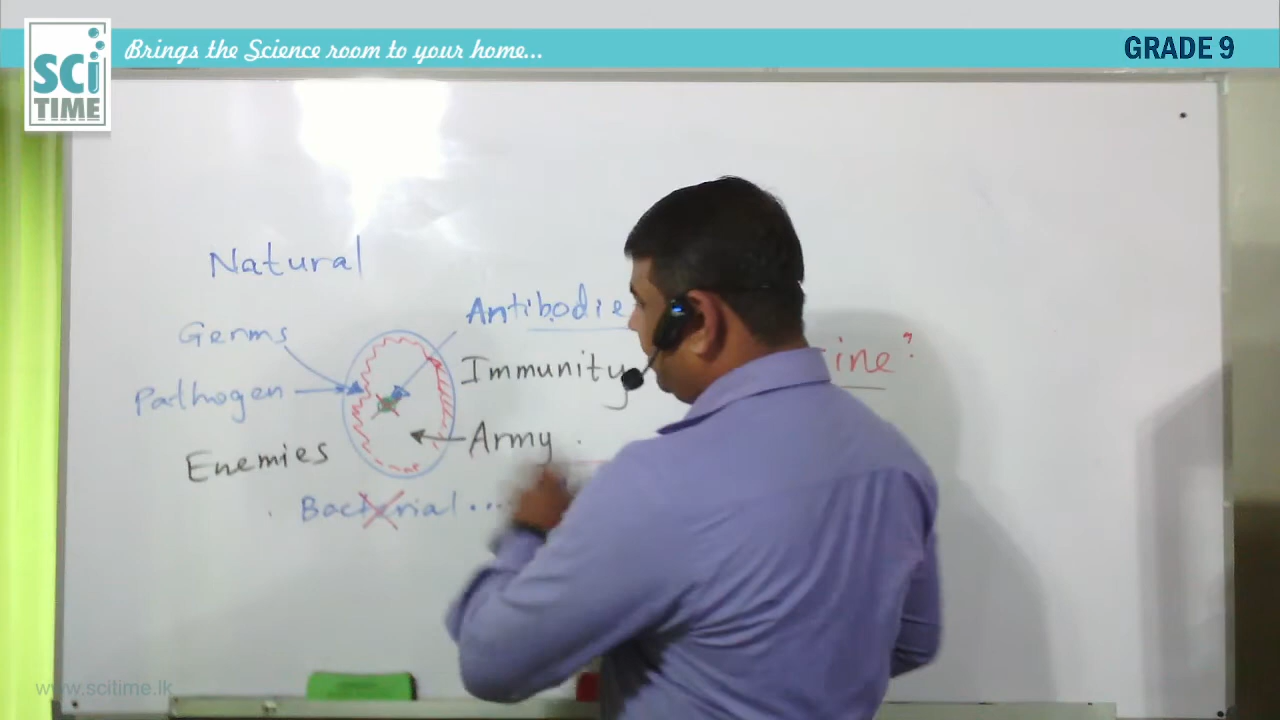 SCi
TIME
Brings the Science room to your home...
GRADE 9
Natural
Germs
Antibodie
Pathogen
Immunity
ine?
Enemies
Army
Bacterial ...
www.scitime.lk